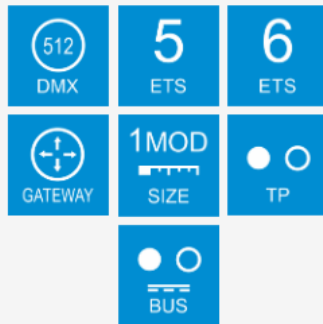 512
DMX
5
ETS
6
ETS
GATEWAY
1MOD
SIZE
TP
BUS